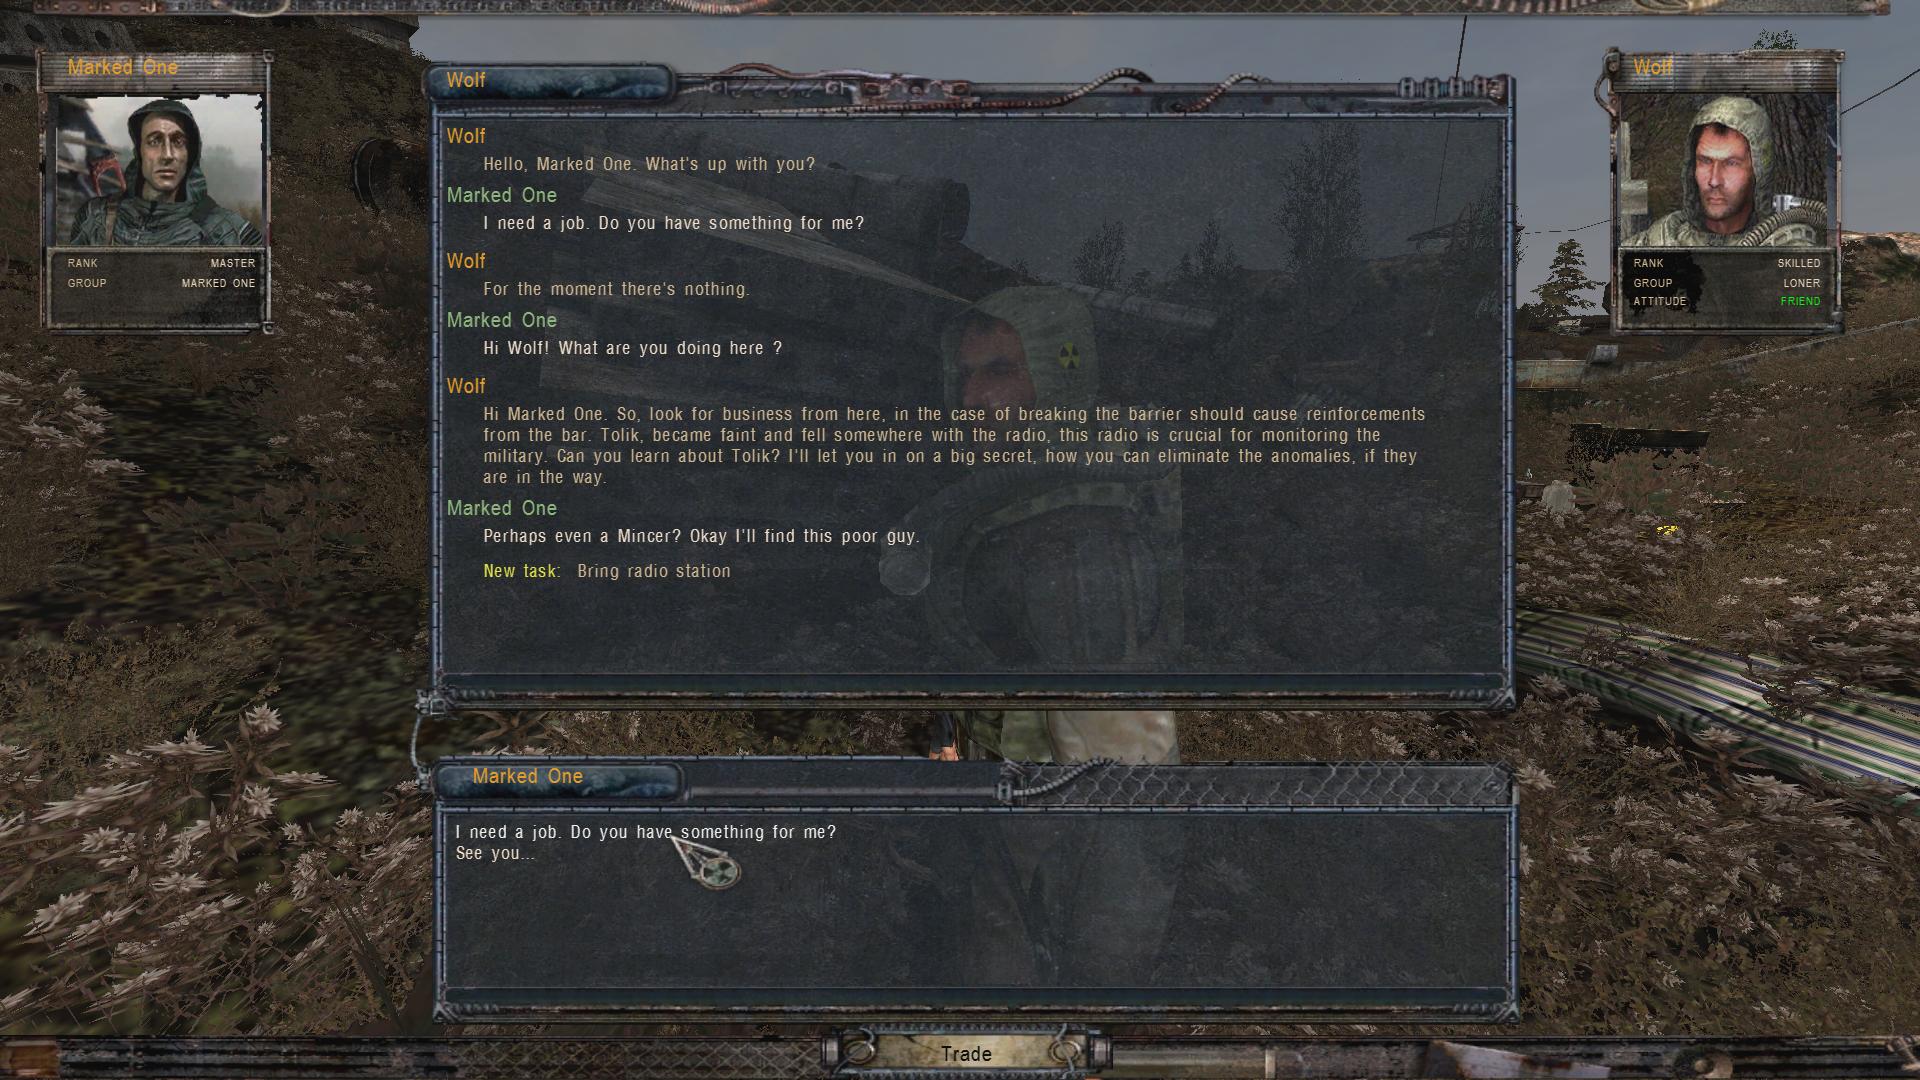 Marked One
RANK MASTER
GROUP MARKED ONE
Wolf
Wolf
Hello, Marked One. What's up with you?
Marked One
I need a job. Do you have something for me?
Wolf
For the moment there's nothing.
Marked One
Hi Wolf! What are you doing here ?
Wolf
Hi Marked One. So, look for business from here, in the case of breaking the barrier should cause reinforcements
from the bar. Tolik, became faint and fell somewhere with the radio, this radio is crucial for monitoring the
military. Can you learn about Tolik? I'll let you in on a big secret, how you can eliminate the anomalies, if they
are in the way.
Marked One
Perhaps even a Mincer? Okay I'll find this poor guy.
New task: Bring radio station
Wolf
RANK SKILLED
GROUP LONER
ATTITUDE FRIEND
Marked One
I need a job. Do you have something for me?
See you...
Trade